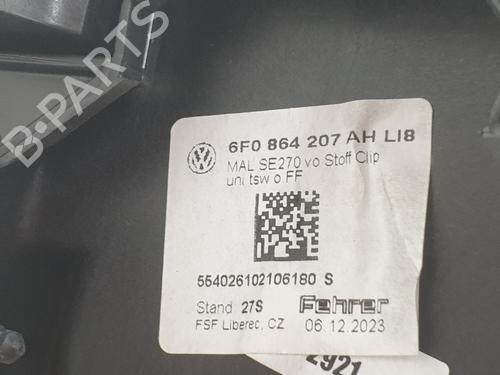 B-PARTS
6F0 864 207 AH LI8
MAL SE270 vo Stoff Clip
uni tsw o FF
554026102106180 S
Stand: 27S Fehrer
FSF Liberec, CZ 06.12.2023
2921